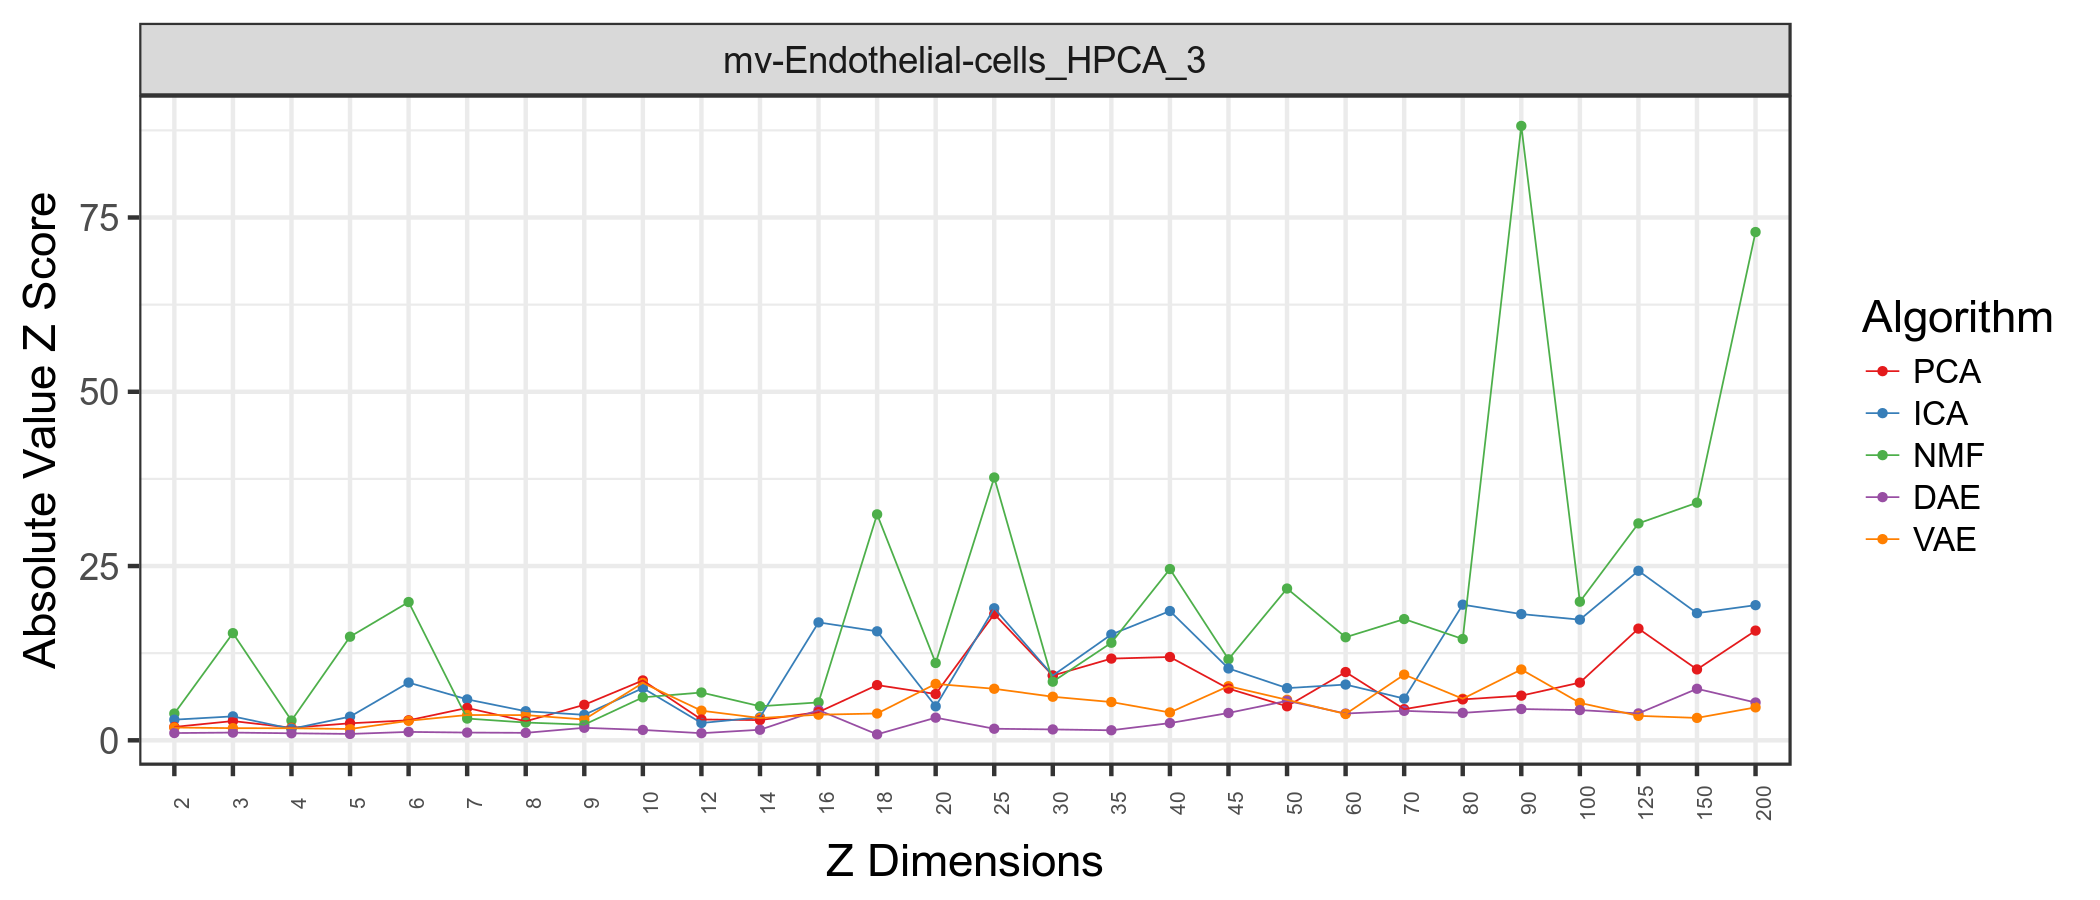 mv-Endothelial-cells_HPCA_3
Absolute Value Z Score
75
50
25
0
2 3 4 5 6 7 8 9 10 12 14 16 18 20 25 30 35 40 45 50 60 70 80 90 100 125 150 200
Z Dimensions
Algorithm
PCA
ICA
NMF
DAE
VAE